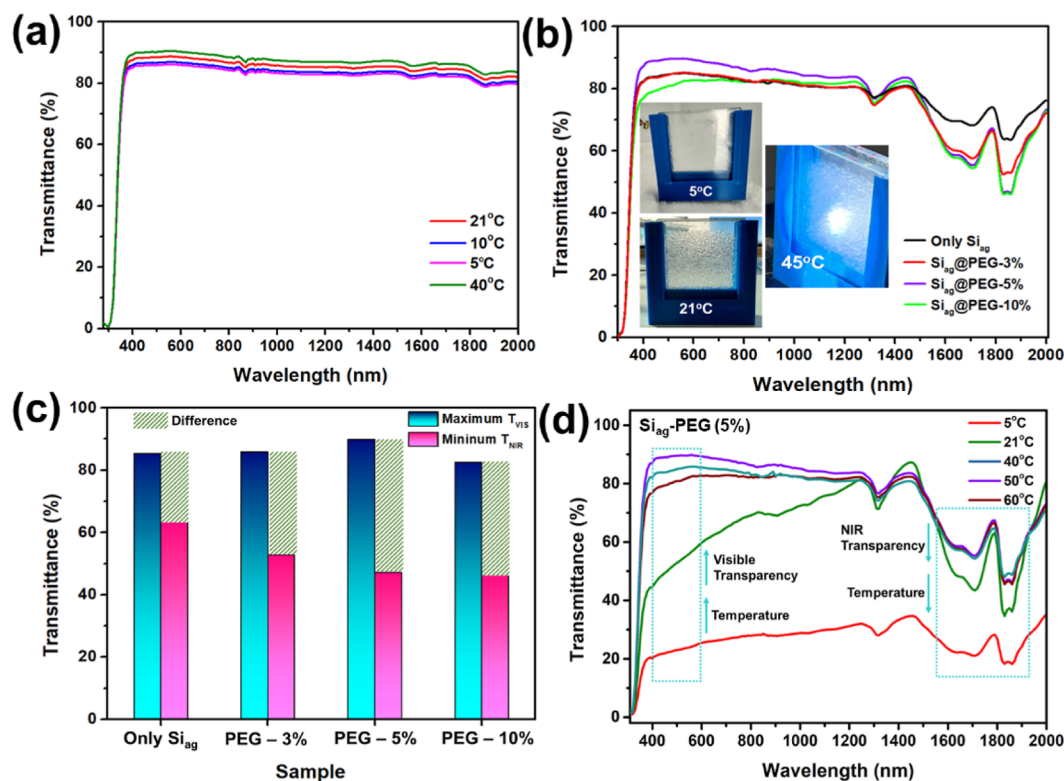 (a)
Transmittance (%)
100
80
60
40
20
0
21°C
10°C
5°C
40°C
400 600 800 1000 1200 1400 1600 1800 2000
Wavelength (nm)
(b)
Transmittance (%)
100
80
60
40
20
0
5°C
21°C
45°C
Only Siag
Siag@PEG-3%
Siag@PEG-5%
Siag@PEG-10%
400 600 800 1000 1200 1400 1600 1800 2000
Wavelength (nm)
(c)
Transmittance (%)
100
80
60
40
20
0
Difference
Maximum TVIS
Mininum TNIR
Only Siag PEG – 3% PEG – 5% PEG – 10%
Sample
(d)
Transmittance (%)
100
80
60
40
20
0
Siag-PEG (5%)
5°C
21°C
40°C
50°C
60°C
Visible
Transparency
Temperature
NIR
Transparency
Temperature
400 600 800 1000 1200 1400 1600 1800 2000
Wavelength (nm)